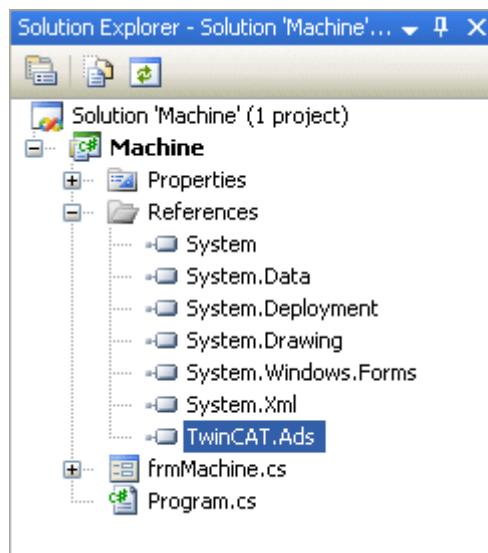 Solution Explorer - Solution 'Machine'...
Solution 'Machine' (1 project)
Machine
Properties
References
System
System.Data
System.Deployment
System.Drawing
System.Windows.Forms
System.Xml
TwinCAT.Ads
frmMachine.cs
Program.cs